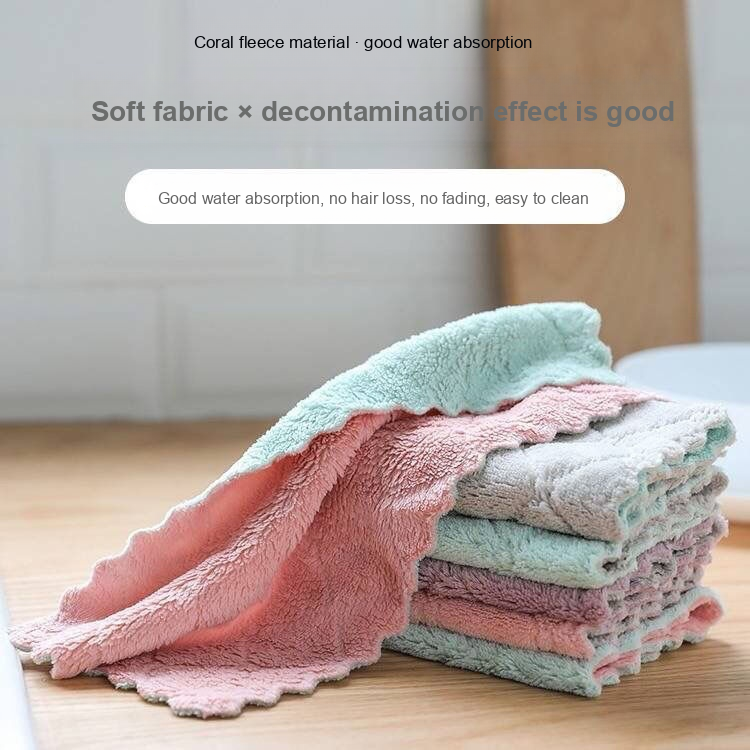 Coral fleece material · good water absorption
Soft fabric × decontamination effect is good
Good water absorption, no hair loss, no fading, easy to clean